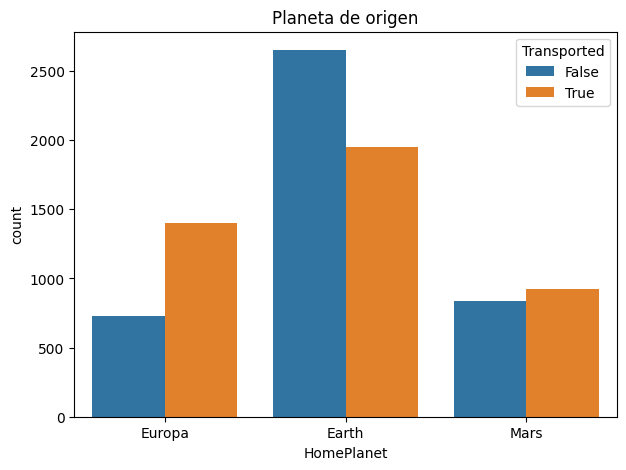 Planeta de origen
Transported
False
True
2500
2000
1500
1000
500
0
count
Europa
Earth
Mars
HomePlanet